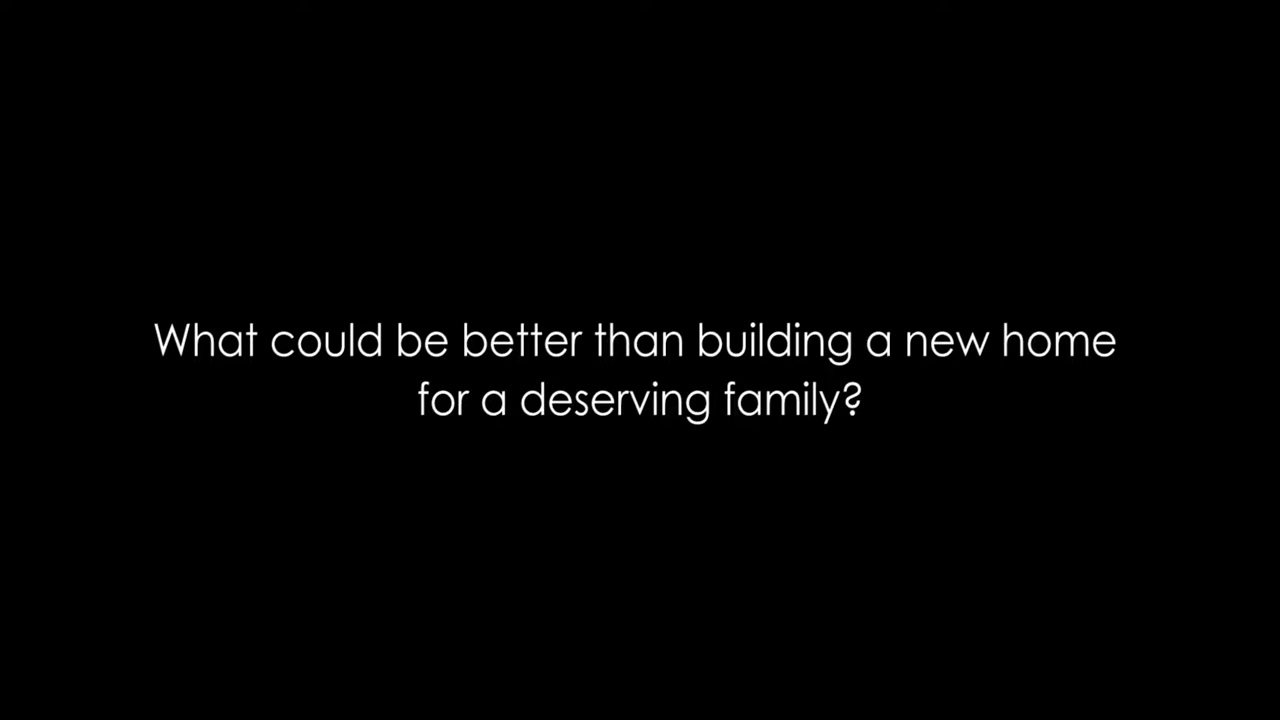 What could be better than building a new home
for a deserving family?